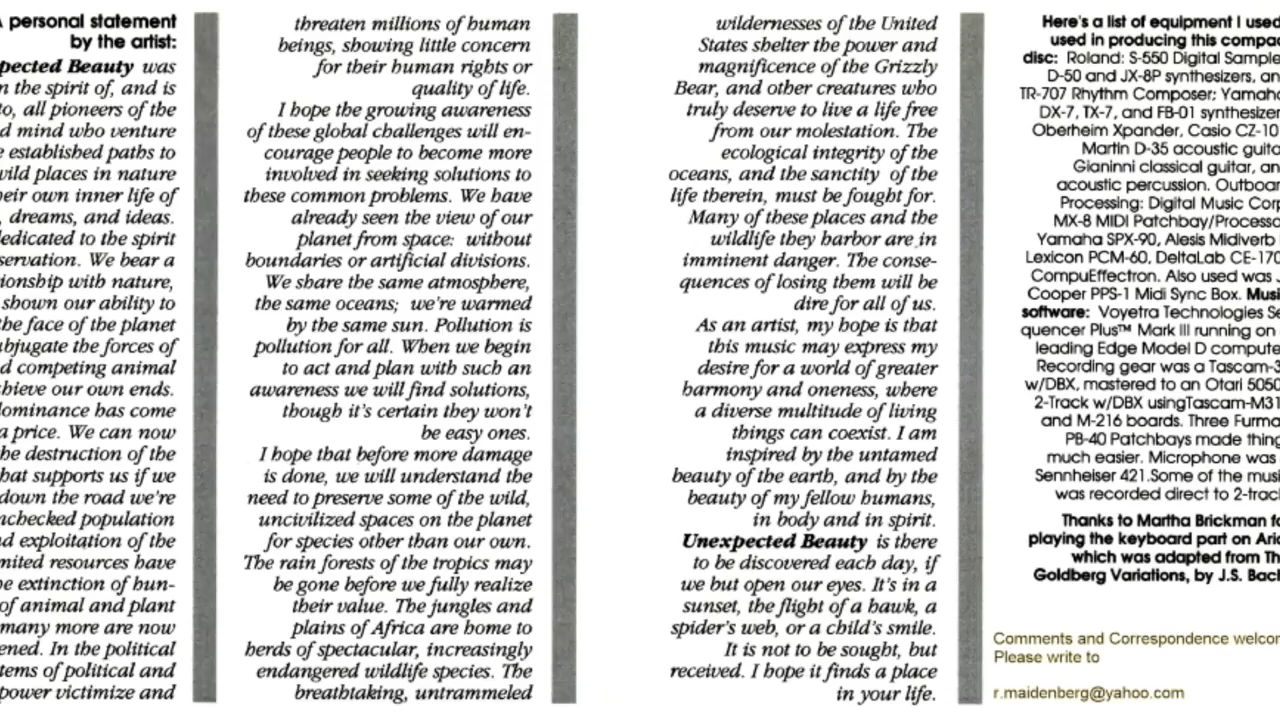 personal statement
by the artist:
Beauty was
n the spirit of, and is
to, all pioneers of the
mind who venture
established paths to
wild places in nature
their own inner life of
, dreams, and ideas.
dedicated to the spirit
We bear a
with nature,
shown our ability to
the face of the planet
the forces of
competing animal
our own ends.
has come
a price. We can now
the destruction of the
that supports us if we
down the road we're
population
exploitation of the
resources have
extinction of hun-
of animal and plant
many more are now
In the political
of political and
power victimize and
threaten millions of human
beings, showing little concern
for their human rights or
quality of life.
I hope the growing awareness
of these global challenges will en-
courage people to become more
involved in seeking solutions to
these common problems. We have
already seen the view of our
planet from space: without
boundaries or artificial divisions.
We share the same atmosphere,
the same oceans; we're warmed
by the same sun. Pollution is
pollution for all. When we begin
to act and plan with such an
awareness we will find solutions,
though it's certain they won't
be easy ones.
I hope that before more damage
is done, we will understand the
need to preserve some of the wild,
uncivilized spaces on the planet
for species other than our own.
The rain forests of the tropics may
be gone before we fully realize
their value. The jungles and
plains of Africa are home to
herds of spectacular, increasingly
endangered wildlife species. The
breathtaking, untrammeled
wildernesses of the United
States shelter the power and
magnificence of the Grizzly
Bear, and other creatures who
truly deserve to live a life free
from our molestation. The
ecological integrity of the
oceans, and the sanctity of the
life therein, must be fought for.
Many of these places and the
wildlife they harbor are in
imminent danger. The conse-
quences of losing them will be
dire for all of us.
As an artist, my hope is that
this music may express my
desire for a world of greater
harmony and oneness, where
a diverse multitude of living
things can coexist. I am
inspired by the untamed
beauty of the earth, and by the
beauty of my fellow humans,
in body and in spirit.
Unexpected Beauty is there
to be discovered each day, if
we but open our eyes. It's in a
sunset, the flight of a hawk, a
spider's web, or a child's smile.
It is not to be sought, but
received. I hope it finds a place
in your life.
Here's a list of equipment I used
used in producing this compac
disc: Roland: S-550 Digital Sample
D-50 and JX-8P synthesizers, an
TR-707 Rhythm Composer; Yamaha
DX-7, TX-7, and FB-01 synthesizer
Oberheim Xpander, Casio CZ-10
Martin D-35 acoustic guita
Gianinni classical guitar, an
acoustic percussion. Outboar
Processing: Digital Music Corp
MX-8 MIDI Patchbay/Processo
Yamaha SPX-90, Alesis Midiverb
Lexicon PCM-60, DeltaLab CE-170
CompuEffectron. Also used was J
Cooper PPS-1 Midi Sync Box. Musi
software: Voyetra Technologies Se
quencer Plus™ Mark III running on
leading Edge Model D compute
Recording gear was a Tascam-3
w/DBX, mastered to an Otari 5050
2-Track w/DBX usingTascam-M31
and M-216 boards. Three Furma
PB-40 Patchbays made thing
much easier. Microphone was
Sennheiser 421.Some of the musi
was recorded direct to 2-track
Thanks to Martha Brickman fo
playing the keyboard part on Aria
which was adapted from Th
Goldberg Variations, by J.S. Bach
Comments and Correspondence welcom
Please write to
r.maidenberg@yahoo.com